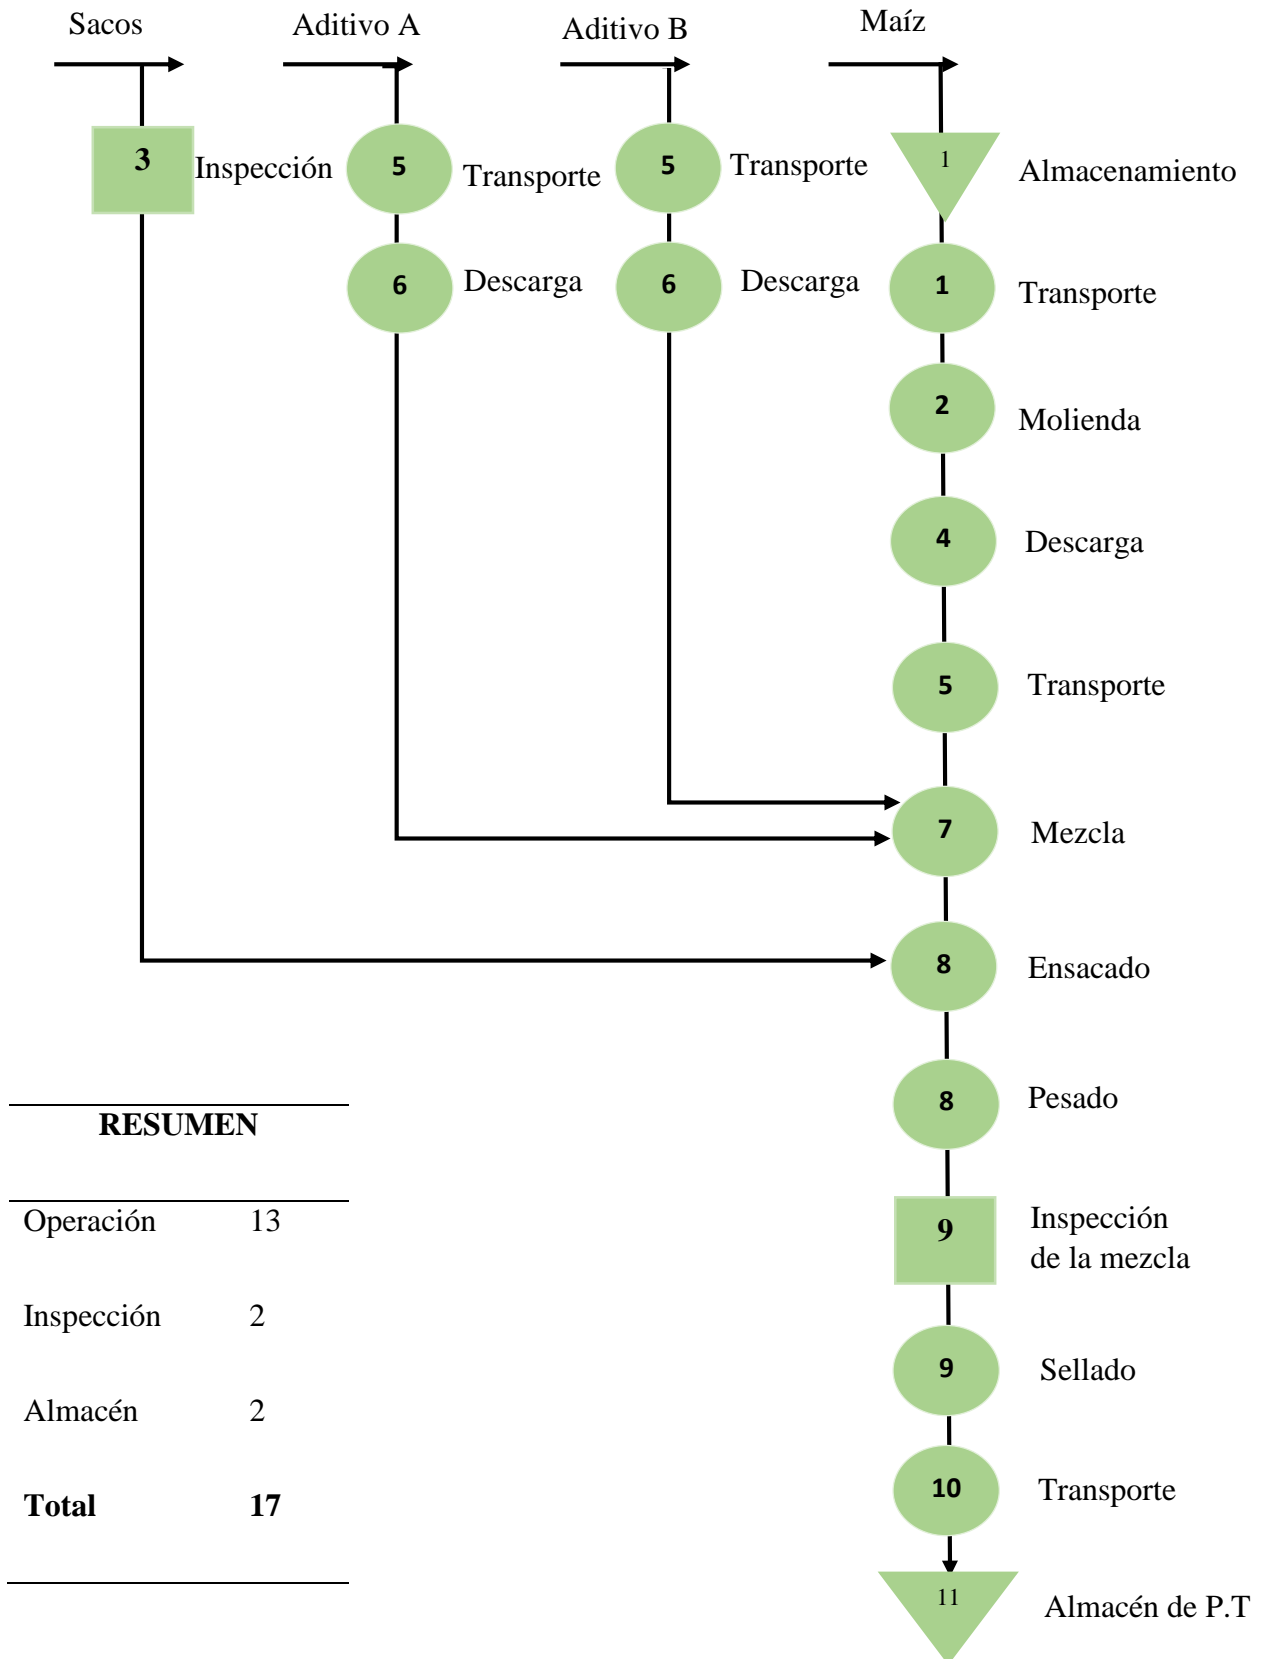 Sacos
Aditivo A
Aditivo B
Maíz
3
Inspección
5
Transporte
5
Transporte
1
Almacenamiento
6
Descarga
6
Descarga
1
Transporte
2
Molienda
4
Descarga
5
Transporte
7
Mezcla
8
Ensacado
8
Pesado
9
Inspección
de la mezcla
9
Sellado
10
Transporte
11
Almacén de P.T
RESUMEN
Operación 13
Inspección 2
Almacén 2
Total 17